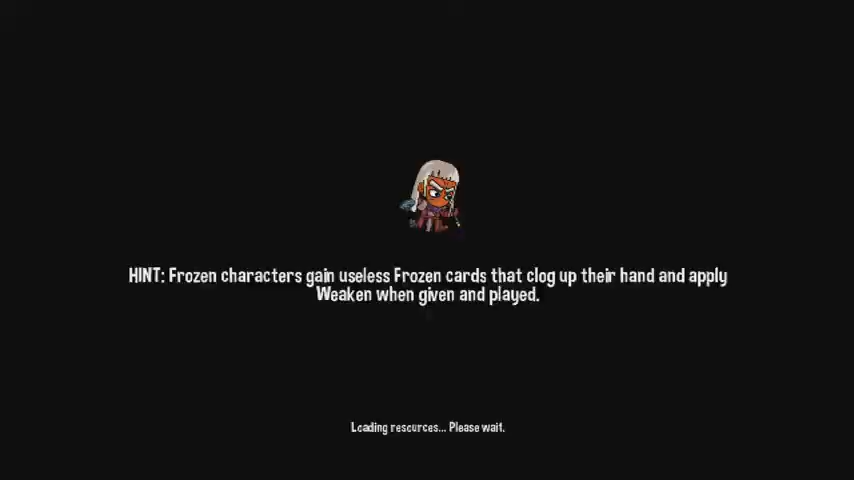 HINT: Frozen characters gain useless Frozen cards that clog up their hand and apply
Weaken when given and played.
Loading resources... Please wait.